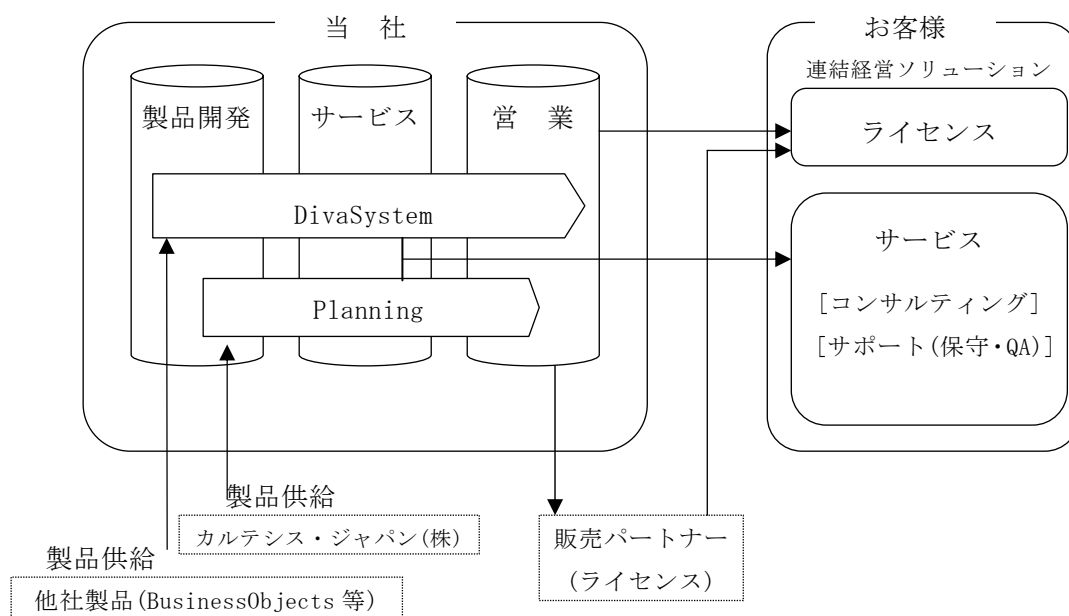 当　社
お客様
連結経営ソリューション
製品開発
サービス
営　業
ライセンス
DivaSystem
サービス
[コンサルティング]
[サポート(保守・QA)]
Planning
製品供給
カルテシス・ジャパン(株)
販売パートナー
(ライセンス)
製品供給
他社製品(BusinessObjects 等)